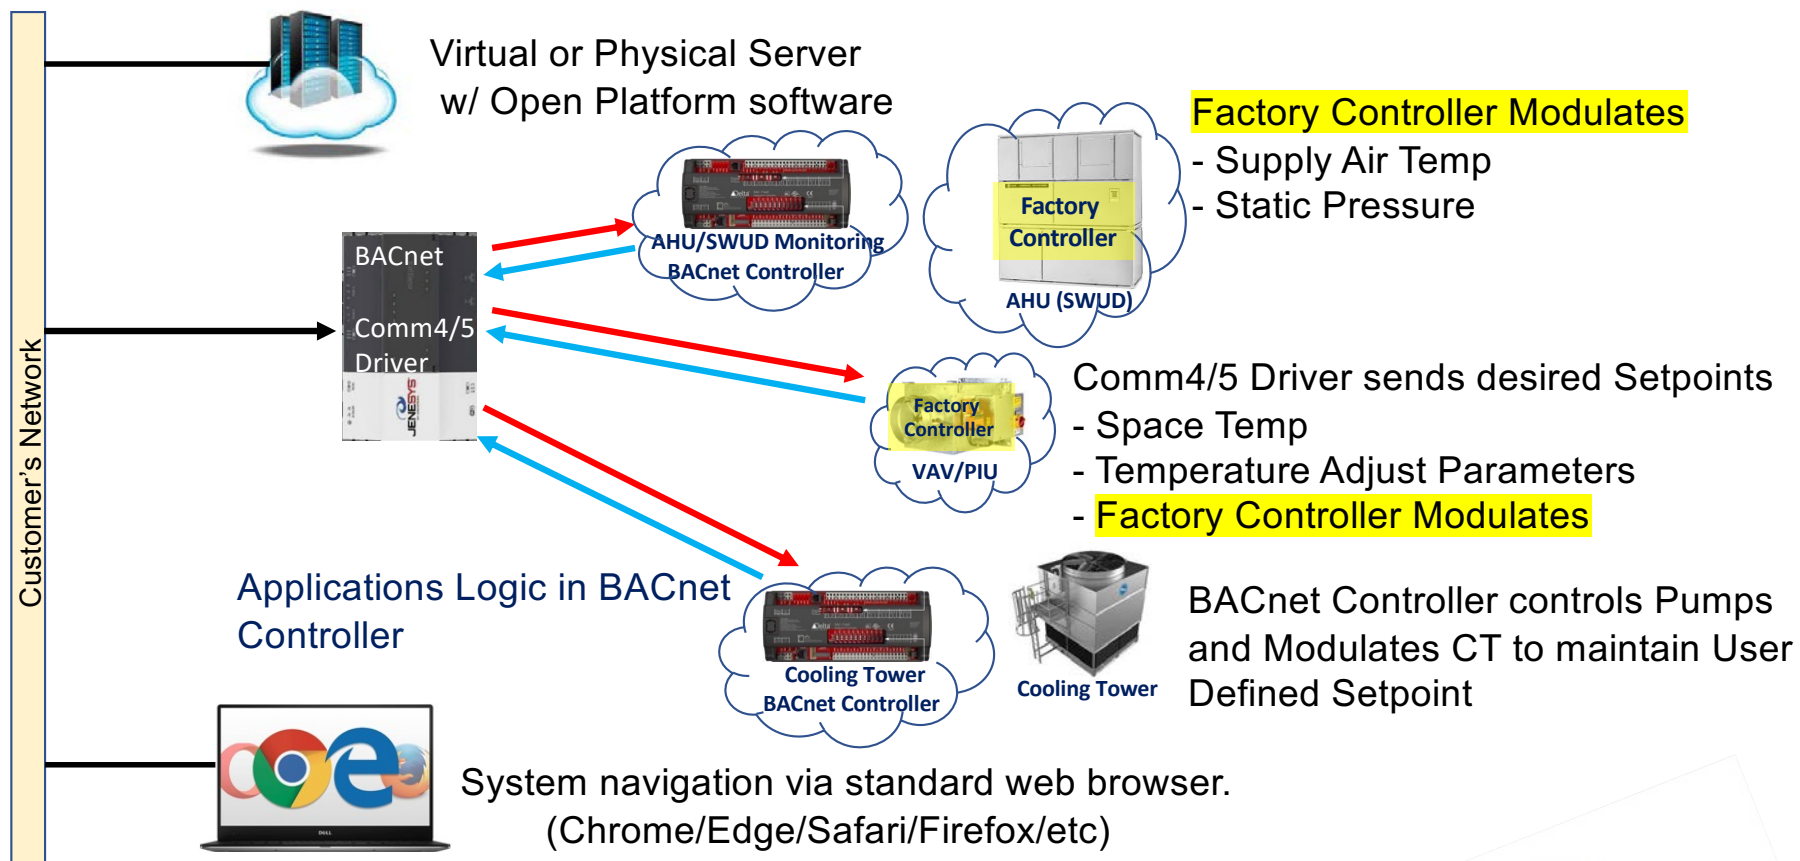 Customer's Network
Virtual or Physical Server
w/ Open Platform software
Factory Controller Modulates
- Supply Air Temp
- Static Pressure
Delta
AHU/SWUD Monitoring
BACnet Controller
Factory
Controller
AHU (SWUD)
BACnet
Comm4/5
Driver
JENESYS
Factory
Controller
VAV/PIU
Comm4/5 Driver sends desired Setpoints
- Space Temp
- Temperature Adjust Parameters
- Factory Controller Modulates
Applications Logic in BACnet
Controller
Delta
Cooling Tower
BACnet Controller
Cooling Tower
BACnet Controller controls Pumps
and Modulates CT to maintain User
Defined Setpoint
DELL
System navigation via standard web browser.
(Chrome/Edge/Safari/Firefox/etc)